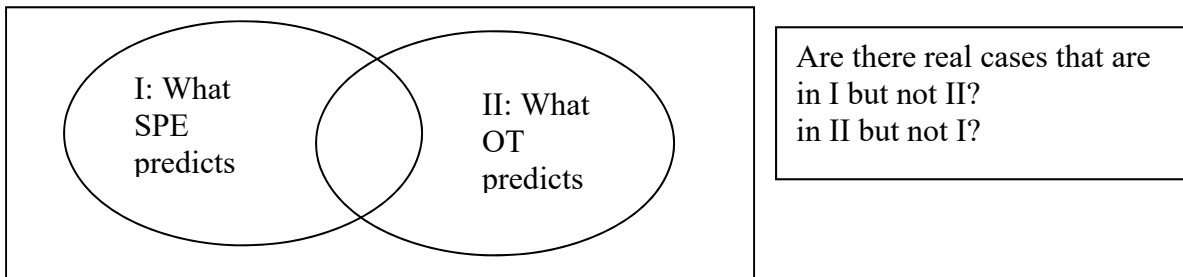 I: What
SPE
predicts
II: What
OT
predicts
Are there real cases that are
in I but not II?
in II but not I?